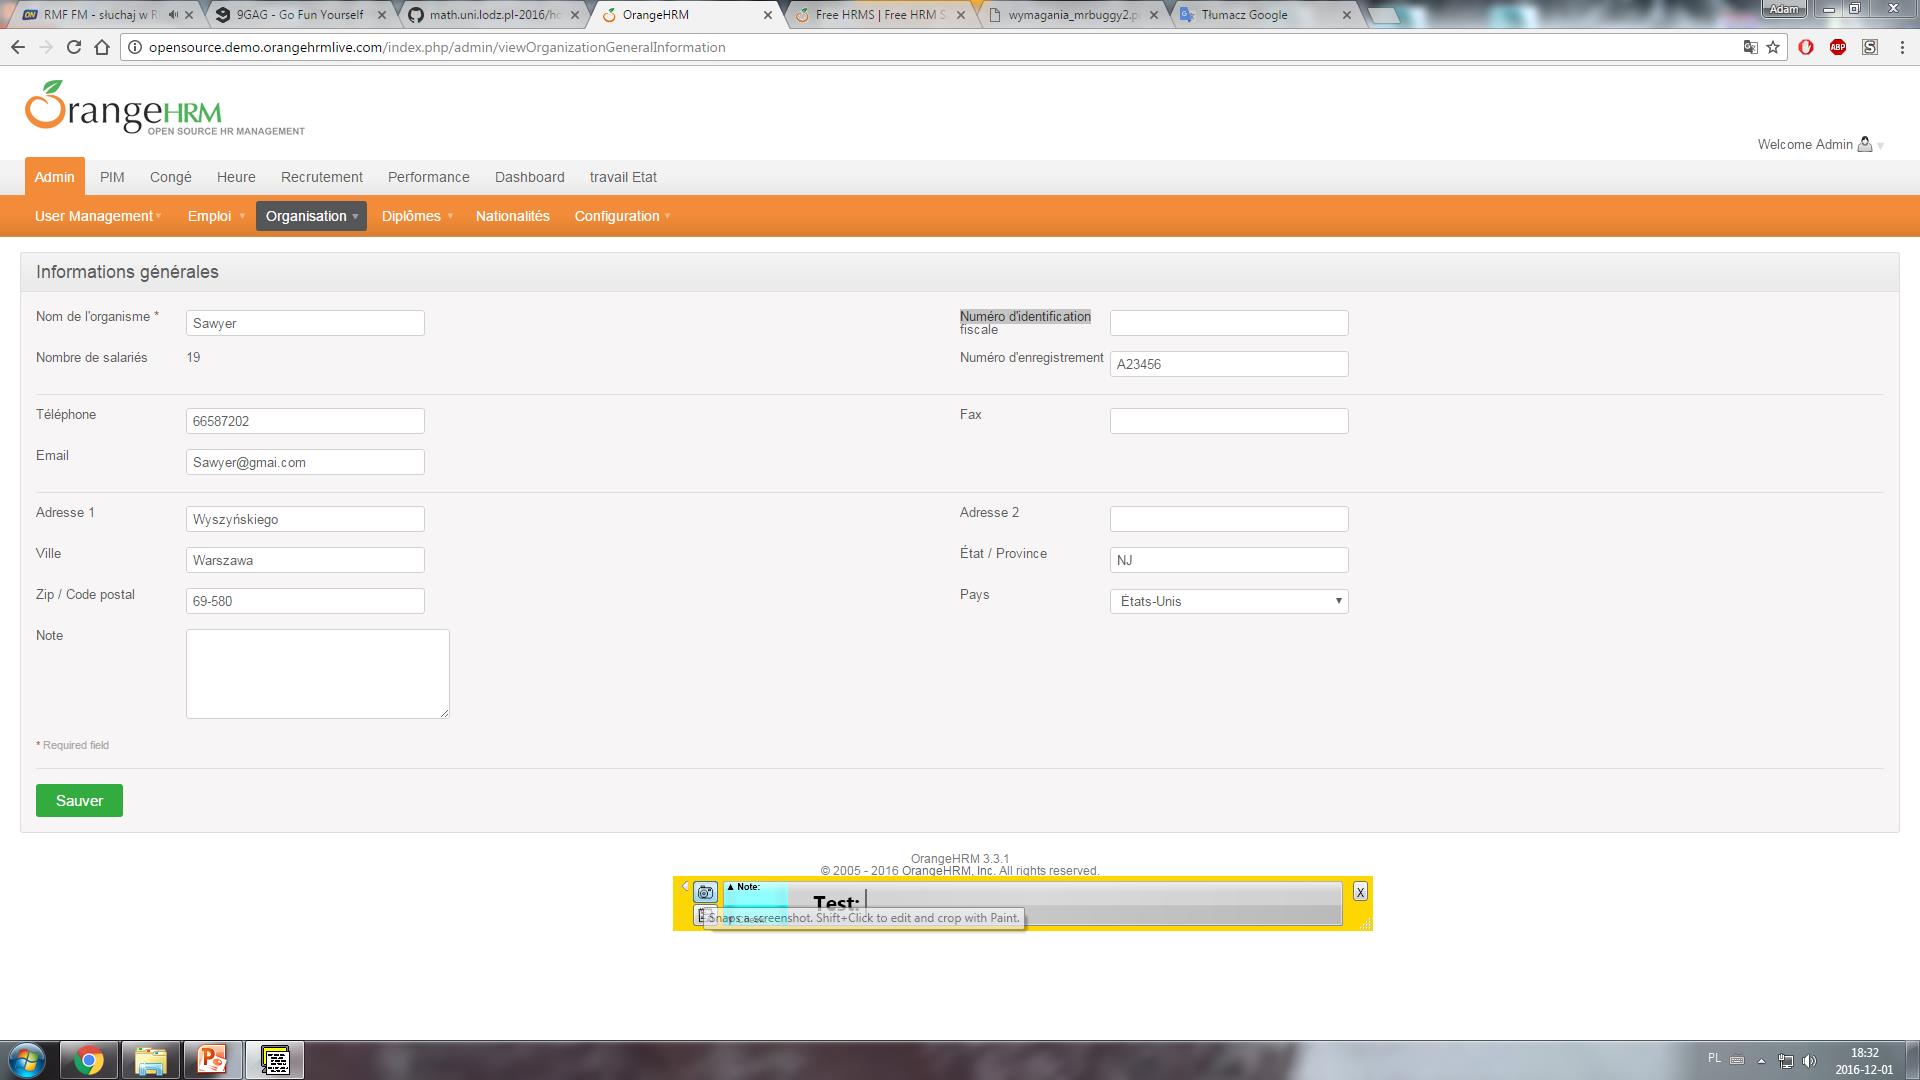 RMF FM - słuchaj w R
9GAG - Go Fun Yourself
math.uni.lodz.pl-2016/ho
OrangeHRM
Free HRMS | Free HRM S
wymagania_mrbuggy2.p
Tłumacz Google
Adam
opensource.demo.orangehrmlive.com/index.php/admin/viewOrganizationGeneralInformation
ABP
OrangeHRM
OPEN SOURCE HR MANAGEMENT
Welcome Admin
Admin PIM Congé Heure Recrutement Performance Dashboard travail Etat
User Management Emploi Organisation Diplômes Nationalités Configuration
Informations générales
Nom de l'organisme * Sawyer
Numéro d'identification
fiscale
Nombre de salariés 19
Numéro d'enregistrement A23456
Téléphone 66587202
Fax
Email Sawyer@gmai.com
Adresse 1 Wyszyńskiego
Adresse 2
Ville Warszawa
État / Province NJ
Zip / Code postal 69-580
Pays États-Unis
Note
* Required field
Sauver
OrangeHRM 3.3.1
© 2005 - 2016 OrangeHRM, Inc. All rights reserved.
Note:
Test:
X
Snaps a screenshot. Shift+Click to edit and crop with Paint.
PL
18:32
2016-12-01